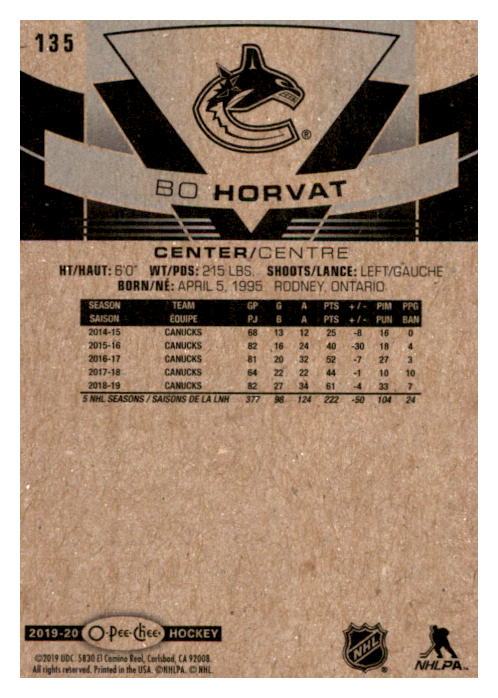 135
®
BO HORVAT
CENTER/CENTRE
HT/HAUT: 6'0" WT/PDS: 215 LBS. SHOOTS/LANCE: LEFT/GAUCHE
BORN/NÉ: APRIL 5, 1995 RODNEY, ONTARIO
SEASON TEAM GP G A PTS +/- PIM PPG
SAISON ÉQUIPE PJ B A PTS +/- PUN BAN
2014-15 CANUCKS 68 13 12 25 -8 16 0
2015-16 CANUCKS 82 16 24 40 -30 18 4
2016-17 CANUCKS 81 20 32 52 -7 27 3
2017-18 CANUCKS 64 22 22 44 -1 10 10
2018-19 CANUCKS 82 27 34 61 -4 33 7
5 NHL SEASONS / SAISONS DE LA LNH 377 98 124 222 -50 104 24
2019-20 O-Pee-Chee HOCKEY
©2019 UDC. 5830 El Camino Real, Carlsbad, CA 92008.
All rights reserved. Printed in the USA. ©NHLPA. © NHL.
NHL ®
NHLPA